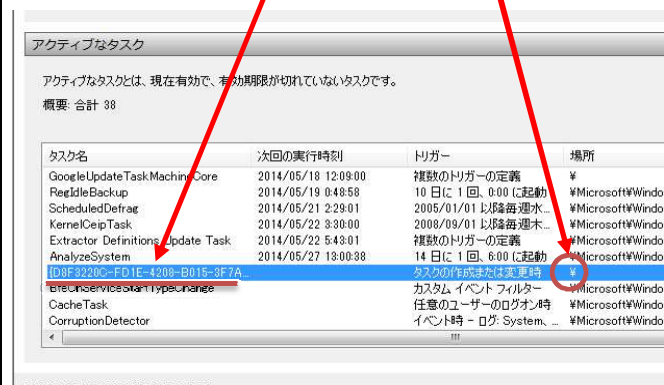 アクティブなタスク
アクティブなタスクとは、現在有効で、有効期限が切れていないタスクです。
概要: 合計 38
タスク名 次回の実行時刻 トリガー 場所
GoogleUpdateTaskMachineCore 2014/05/18 12:09:00 複数のトリガーの定義 ¥
RegIdleBackup 2014/05/19 0:48:58 10 日に 1 回、0:00 に起動 ¥Microsoft¥Windo
ScheduledDefrag 2014/05/21 2:29:01 2005/01/01 以降毎週水... ¥Microsoft¥Windo
KernelCeipTask 2014/05/22 3:30:00 2008/09/01 以降毎週木... ¥Microsoft¥Windo
Extractor Definitions Update Task 2014/05/22 5:43:01 複数のトリガーの定義 ¥Microsoft¥Windo
AnalyzeSystem 2014/05/27 13:00:38 14 日に 1 回、6:00 に起動 ¥Microsoft¥Windo
{D8F3220C-FD1E-4208-B015-3F7A... タスクの作成または変更時 ¥
BfeOnServiceStartTypeChange カスタム イベント フィルター ¥Microsoft¥Windo
CacheTask 任意のユーザーのログオン時 ¥Microsoft¥Windo
CorruptionDetector イベント時 - ログ: System、... ¥Microsoft¥Windo